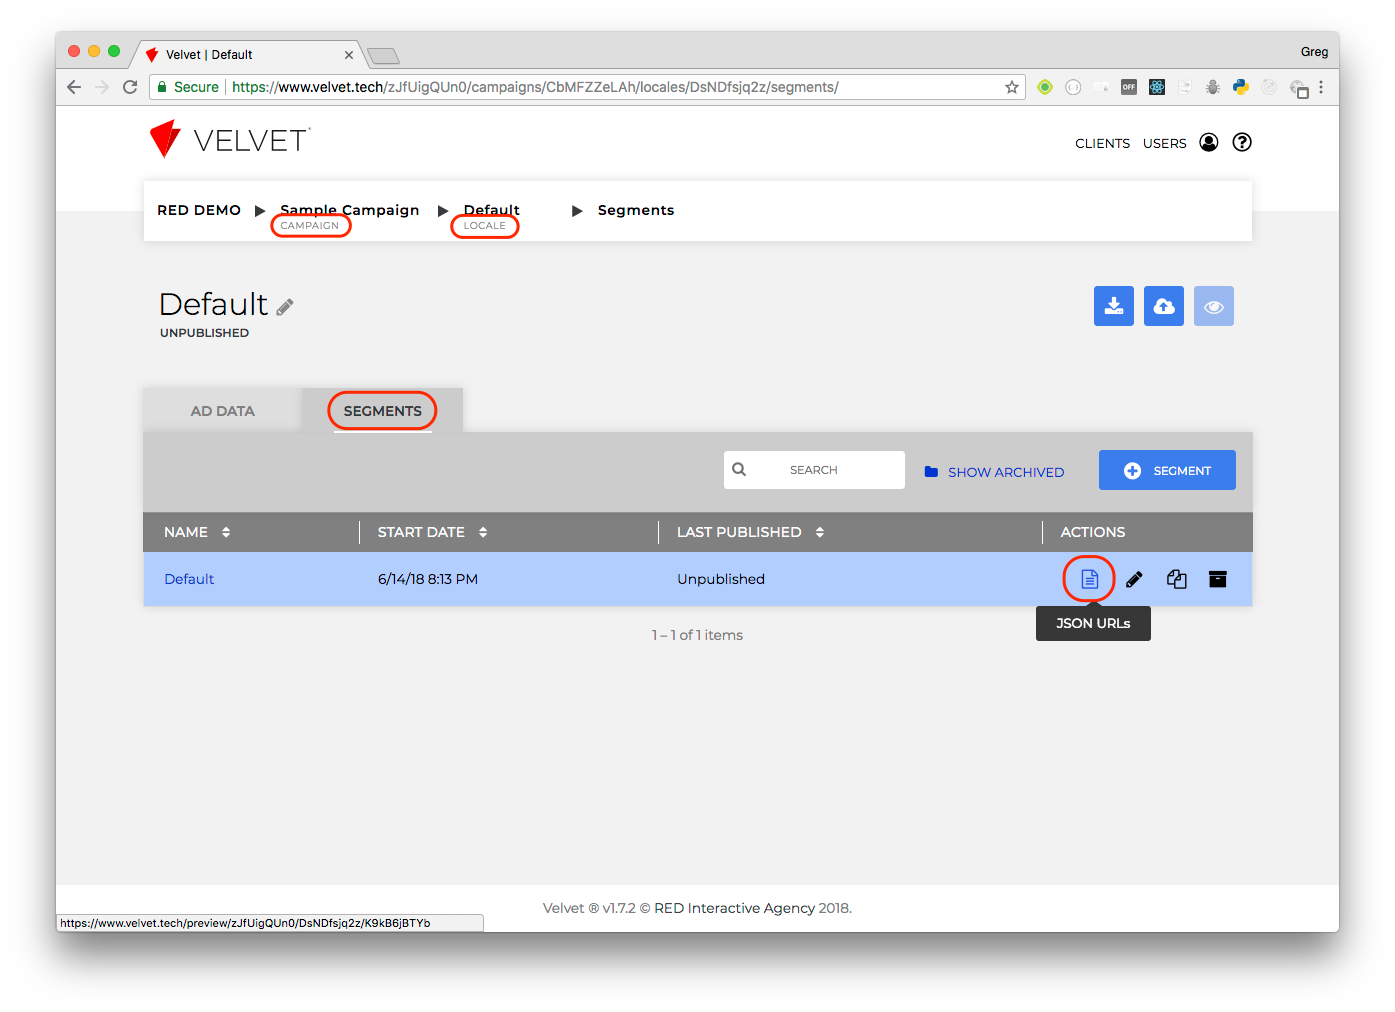 Velvet | Default
Greg
Secure https://www.velvet.tech/zJfUigQUn0/campaigns/CbMFZZeLAh/locales/DsNDfsjq2z/segments/
OFF
VELVET
CLIENTS USERS
RED DEMO Sample Campaign Default Segments
CAMPAIGN LOCALE
Default
UNPUBLISHED
AD DATA SEGMENTS
SEARCH SHOW ARCHIVED SEGMENT
NAME START DATE LAST PUBLISHED ACTIONS
Default 6/14/18 8:13 PM Unpublished
JSON URLs
1 – 1 of 1 items
Velvet ® v1.7.2 © RED Interactive Agency 2018.
https://www.velvet.tech/preview/zJfUigQUn0/DsNDfsjq2z/K9kB6jBTYb